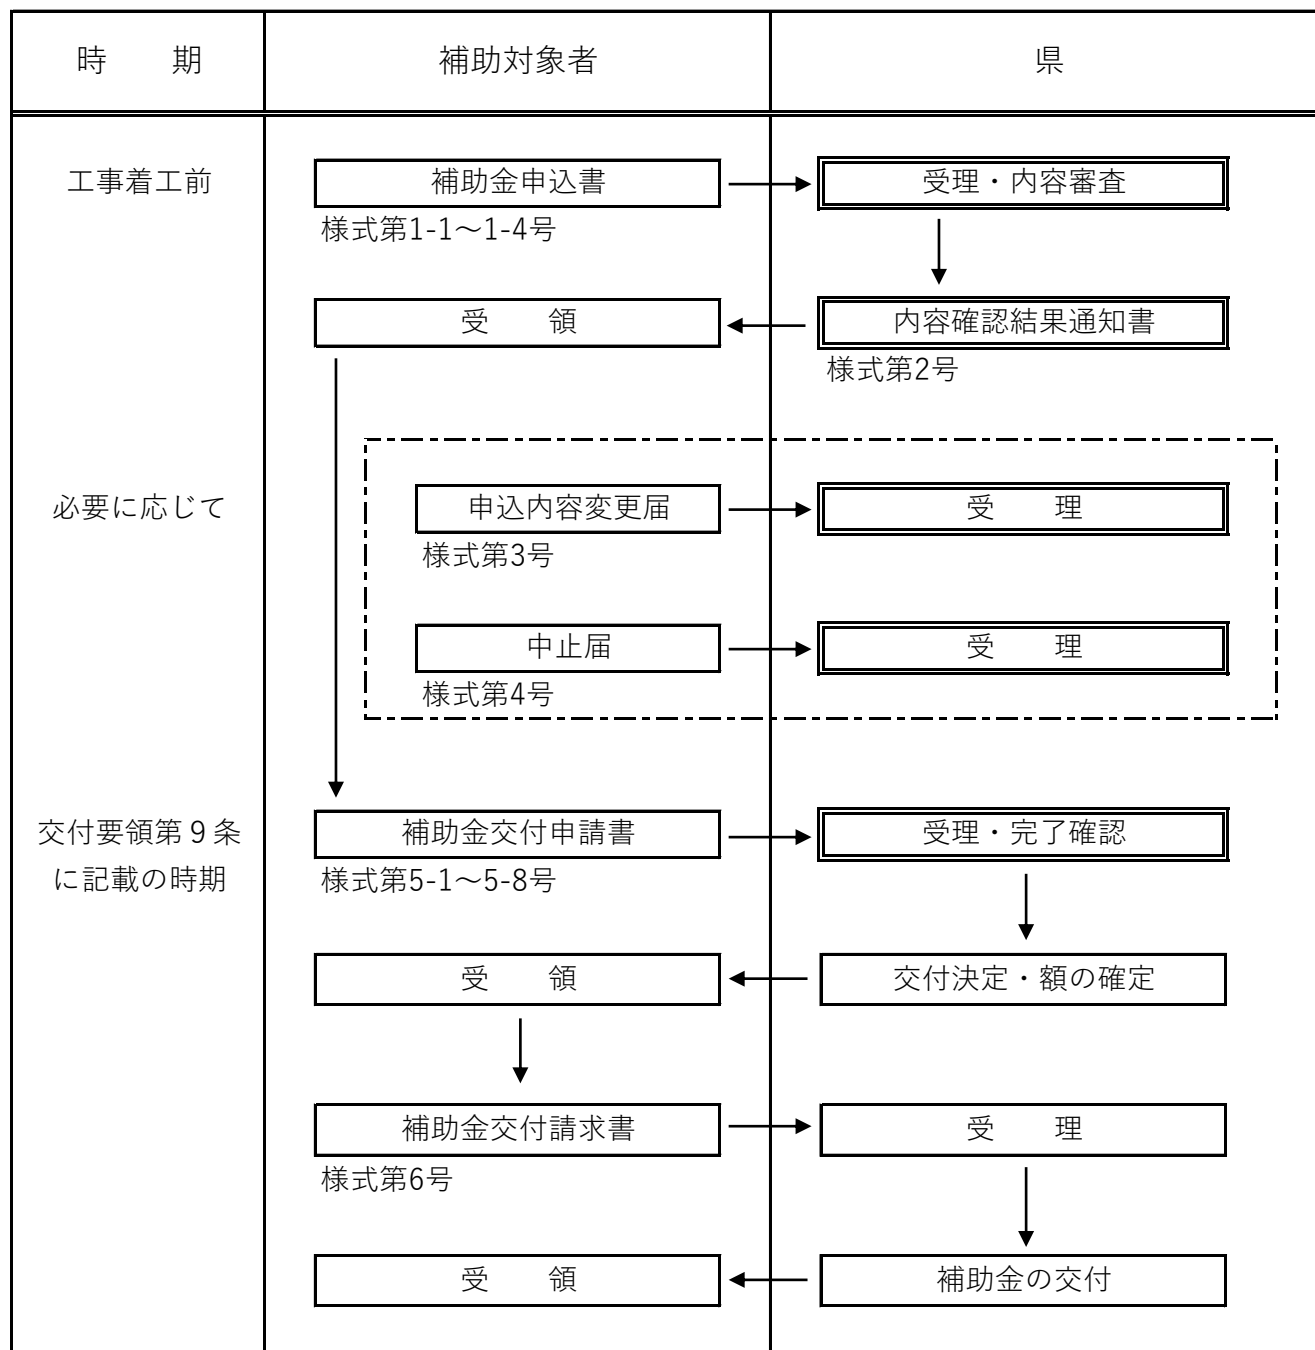 時　　期
補助対象者
県
工事着工前
補助金申込書
受理・内容審査
様式第1-1～1-4号
受　　領
内容確認結果通知書
様式第2号
必要に応じて
申込内容変更届
受　　理
様式第3号
中止届
受　　理
様式第4号
交付要領第９条
に記載の時期
補助金交付申請書
受理・完了確認
様式第5-1～5-8号
受　　領
交付決定・額の確定
補助金交付請求書
受　　理
様式第6号
受　　領
補助金の交付